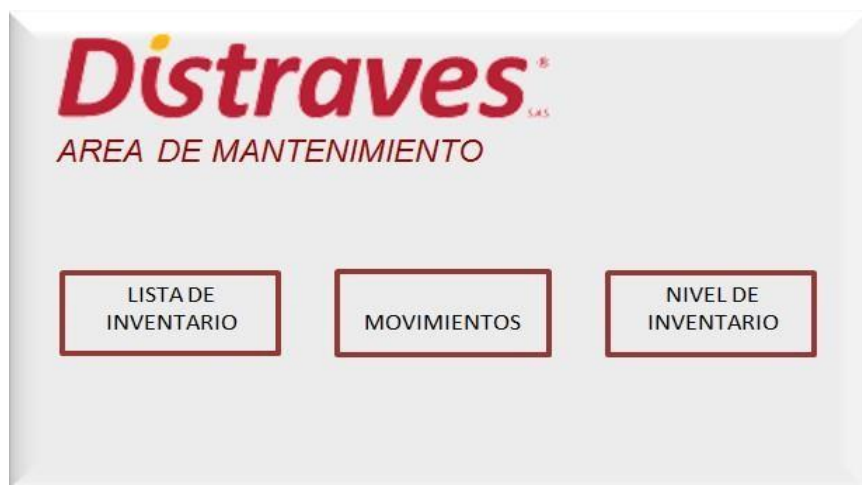 Distraves®
S.A.S
AREA DE MANTENIMIENTO
LISTA DE
INVENTARIO
MOVIMIENTOS
NIVEL DE
INVENTARIO